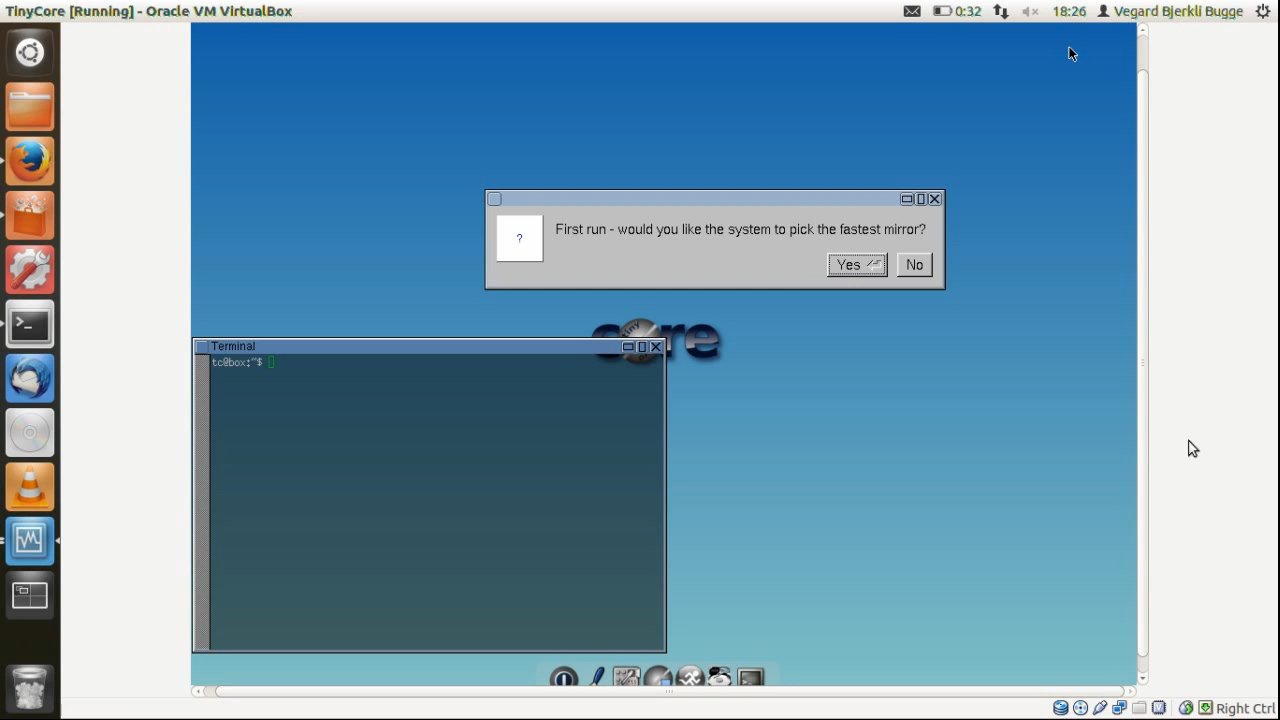 TinyCore [Running] - Oracle VM VirtualBox
0:32
18:26
Vegard Bjerkli Bugge
First run - would you like the system to pick the fastest mirror?
?
Yes
No
tiny
core
Terminal
tc@box:~$
Right Ctrl